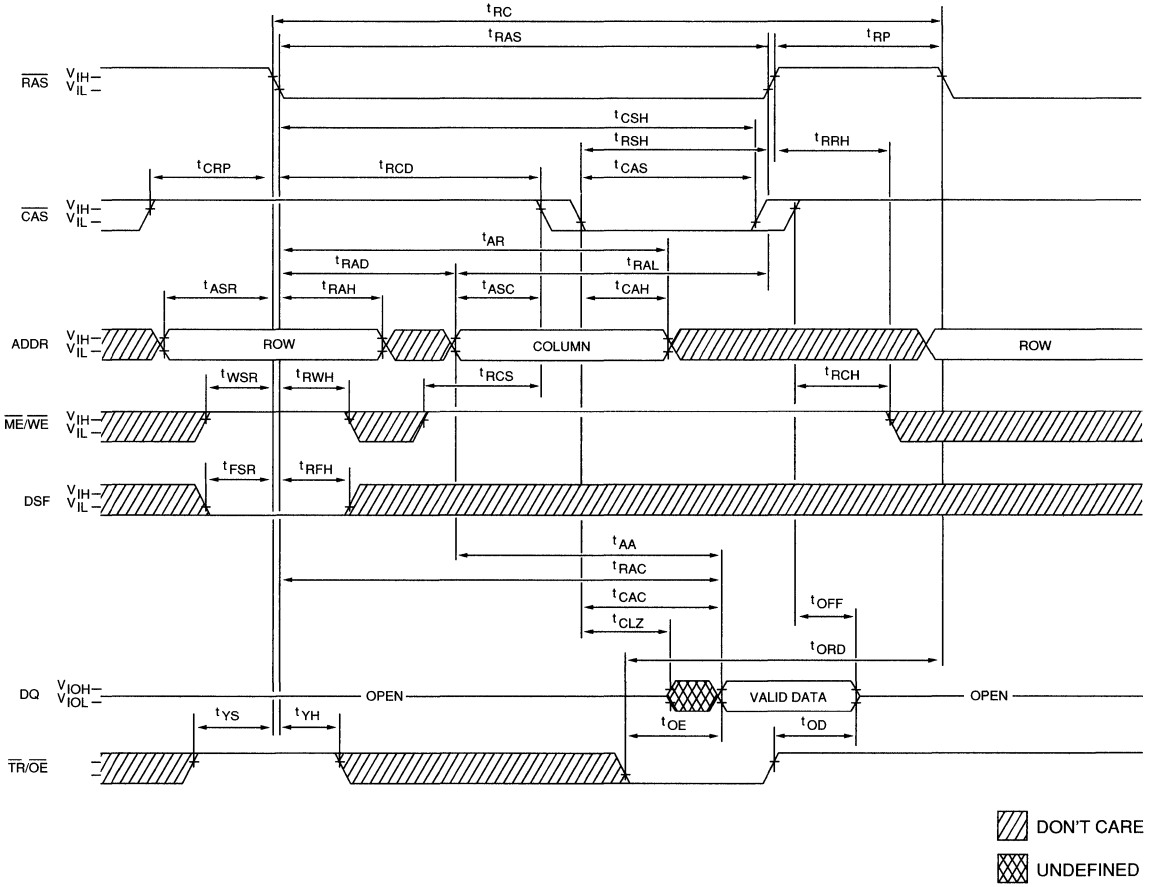 tRC
tRAS
tRP
RAS
VIH
VIL
tCSH
tRSH
tRRH
tCRP
tRCD
tCAS
CAS
VIH
VIL
tAR
tRAD
tRAL
tASR
tRAH
tASC
tCAH
ADDR
VIH
VIL
ROW
COLUMN
ROW
tWSR
tRWH
tRCS
tRCH
ME/WE
VIH
VIL
tFSR
tRFH
DSF
VIH
VIL
tAA
tRAC
tCAC
tOFF
tCLZ
tORD
DQ
VIOH
VIOL
OPEN
VALID DATA
OPEN
tYS
tYH
tOE
tOD
TR/OE
DON'T CARE
UNDEFINED